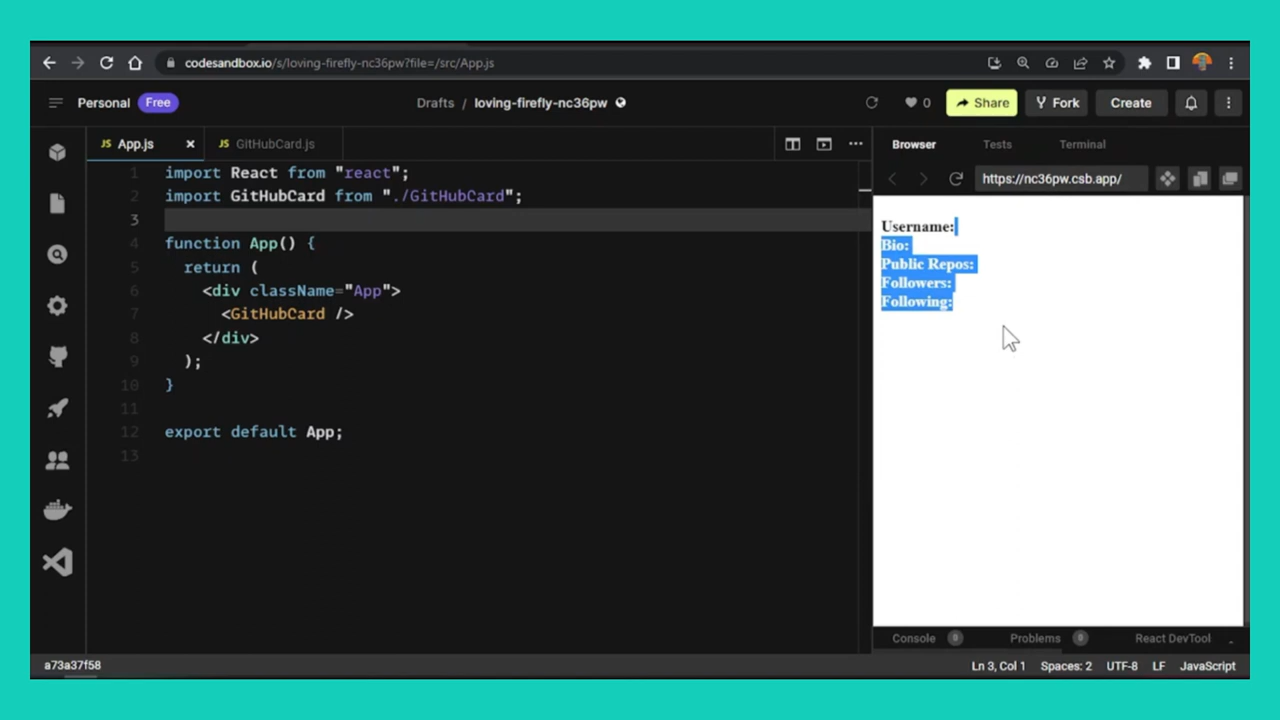 codesandbox.io/s/loving-firefly-nc36pw?file=/src/App.js
Personal Free Drafts / loving-firefly-nc36pw 0 Share Fork Create
JS App.js × JS GitHubCard.js ••• Browser Tests Terminal
https://nc36pw.csb.app/
1 import React from "react";
2 import GitHubCard from "./GitHubCard";
3
4 function App() {
5 return (
6 <div className="App">
7 <GitHubCard />
8 </div>
9 );
10 }
11
12 export default App;
13
Username:
Bio:
Public Repos:
Followers:
Following:
Console 0 Problems 0 React DevTool
a73a37f58 Ln 3, Col 1 Spaces: 2 UTF-8 LF JavaScript